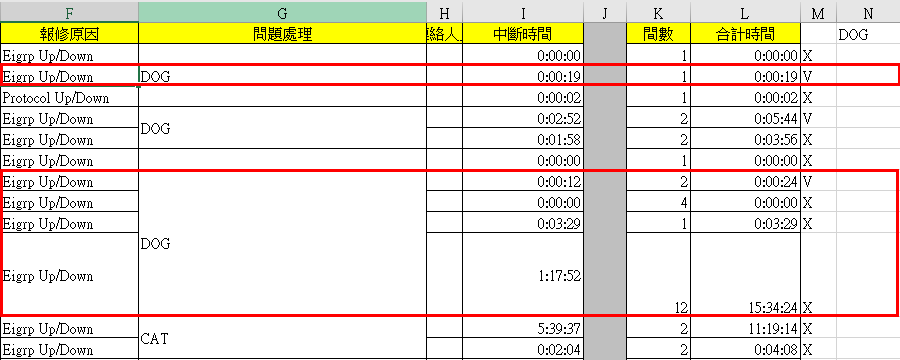 F G H I J K L M N
報修原因 問題處理 絡人 中斷時間 間數 合計時間 DOG
Eigrp Up/Down 0:00:00 1 0:00:00 X
Eigrp Up/Down DOG 0:00:19 1 0:00:19 V
Protocol Up/Down 0:00:02 1 0:00:02 X
Eigrp Up/Down 0:02:52 2 0:05:44 V
DOG
Eigrp Up/Down 0:01:58 2 0:03:56 X
Eigrp Up/Down 0:00:00 1 0:00:00 X
Eigrp Up/Down 0:00:12 2 0:00:24 V
Eigrp Up/Down 0:00:00 4 0:00:00 X
Eigrp Up/Down 0:03:29 1 0:03:29 X
DOG
Eigrp Up/Down 1:17:52 12 15:34:24 X
Eigrp Up/Down 5:39:37 2 11:19:14 X
CAT
Eigrp Up/Down 0:02:04 2 0:04:08 X